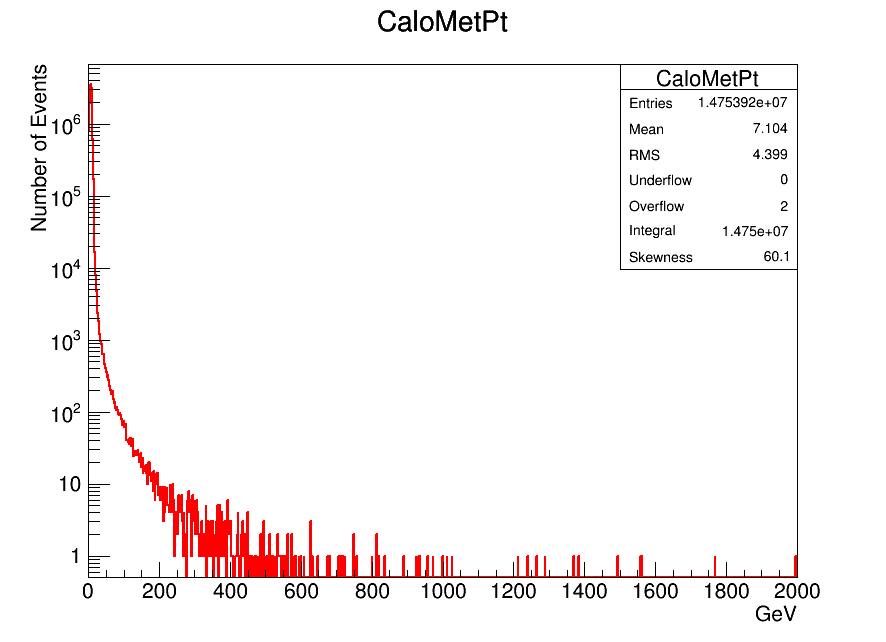 CaloMetPt
Number of Events
CaloMetPt
Entries 1.475392e+07
Mean 7.104
RMS 4.399
Underflow 0
Overflow 2
Integral 1.475e+07
Skewness 60.1
10^6
10^5
10^4
10^3
10^2
10
1
0 200 400 600 800 1000 1200 1400 1600 1800 2000
GeV